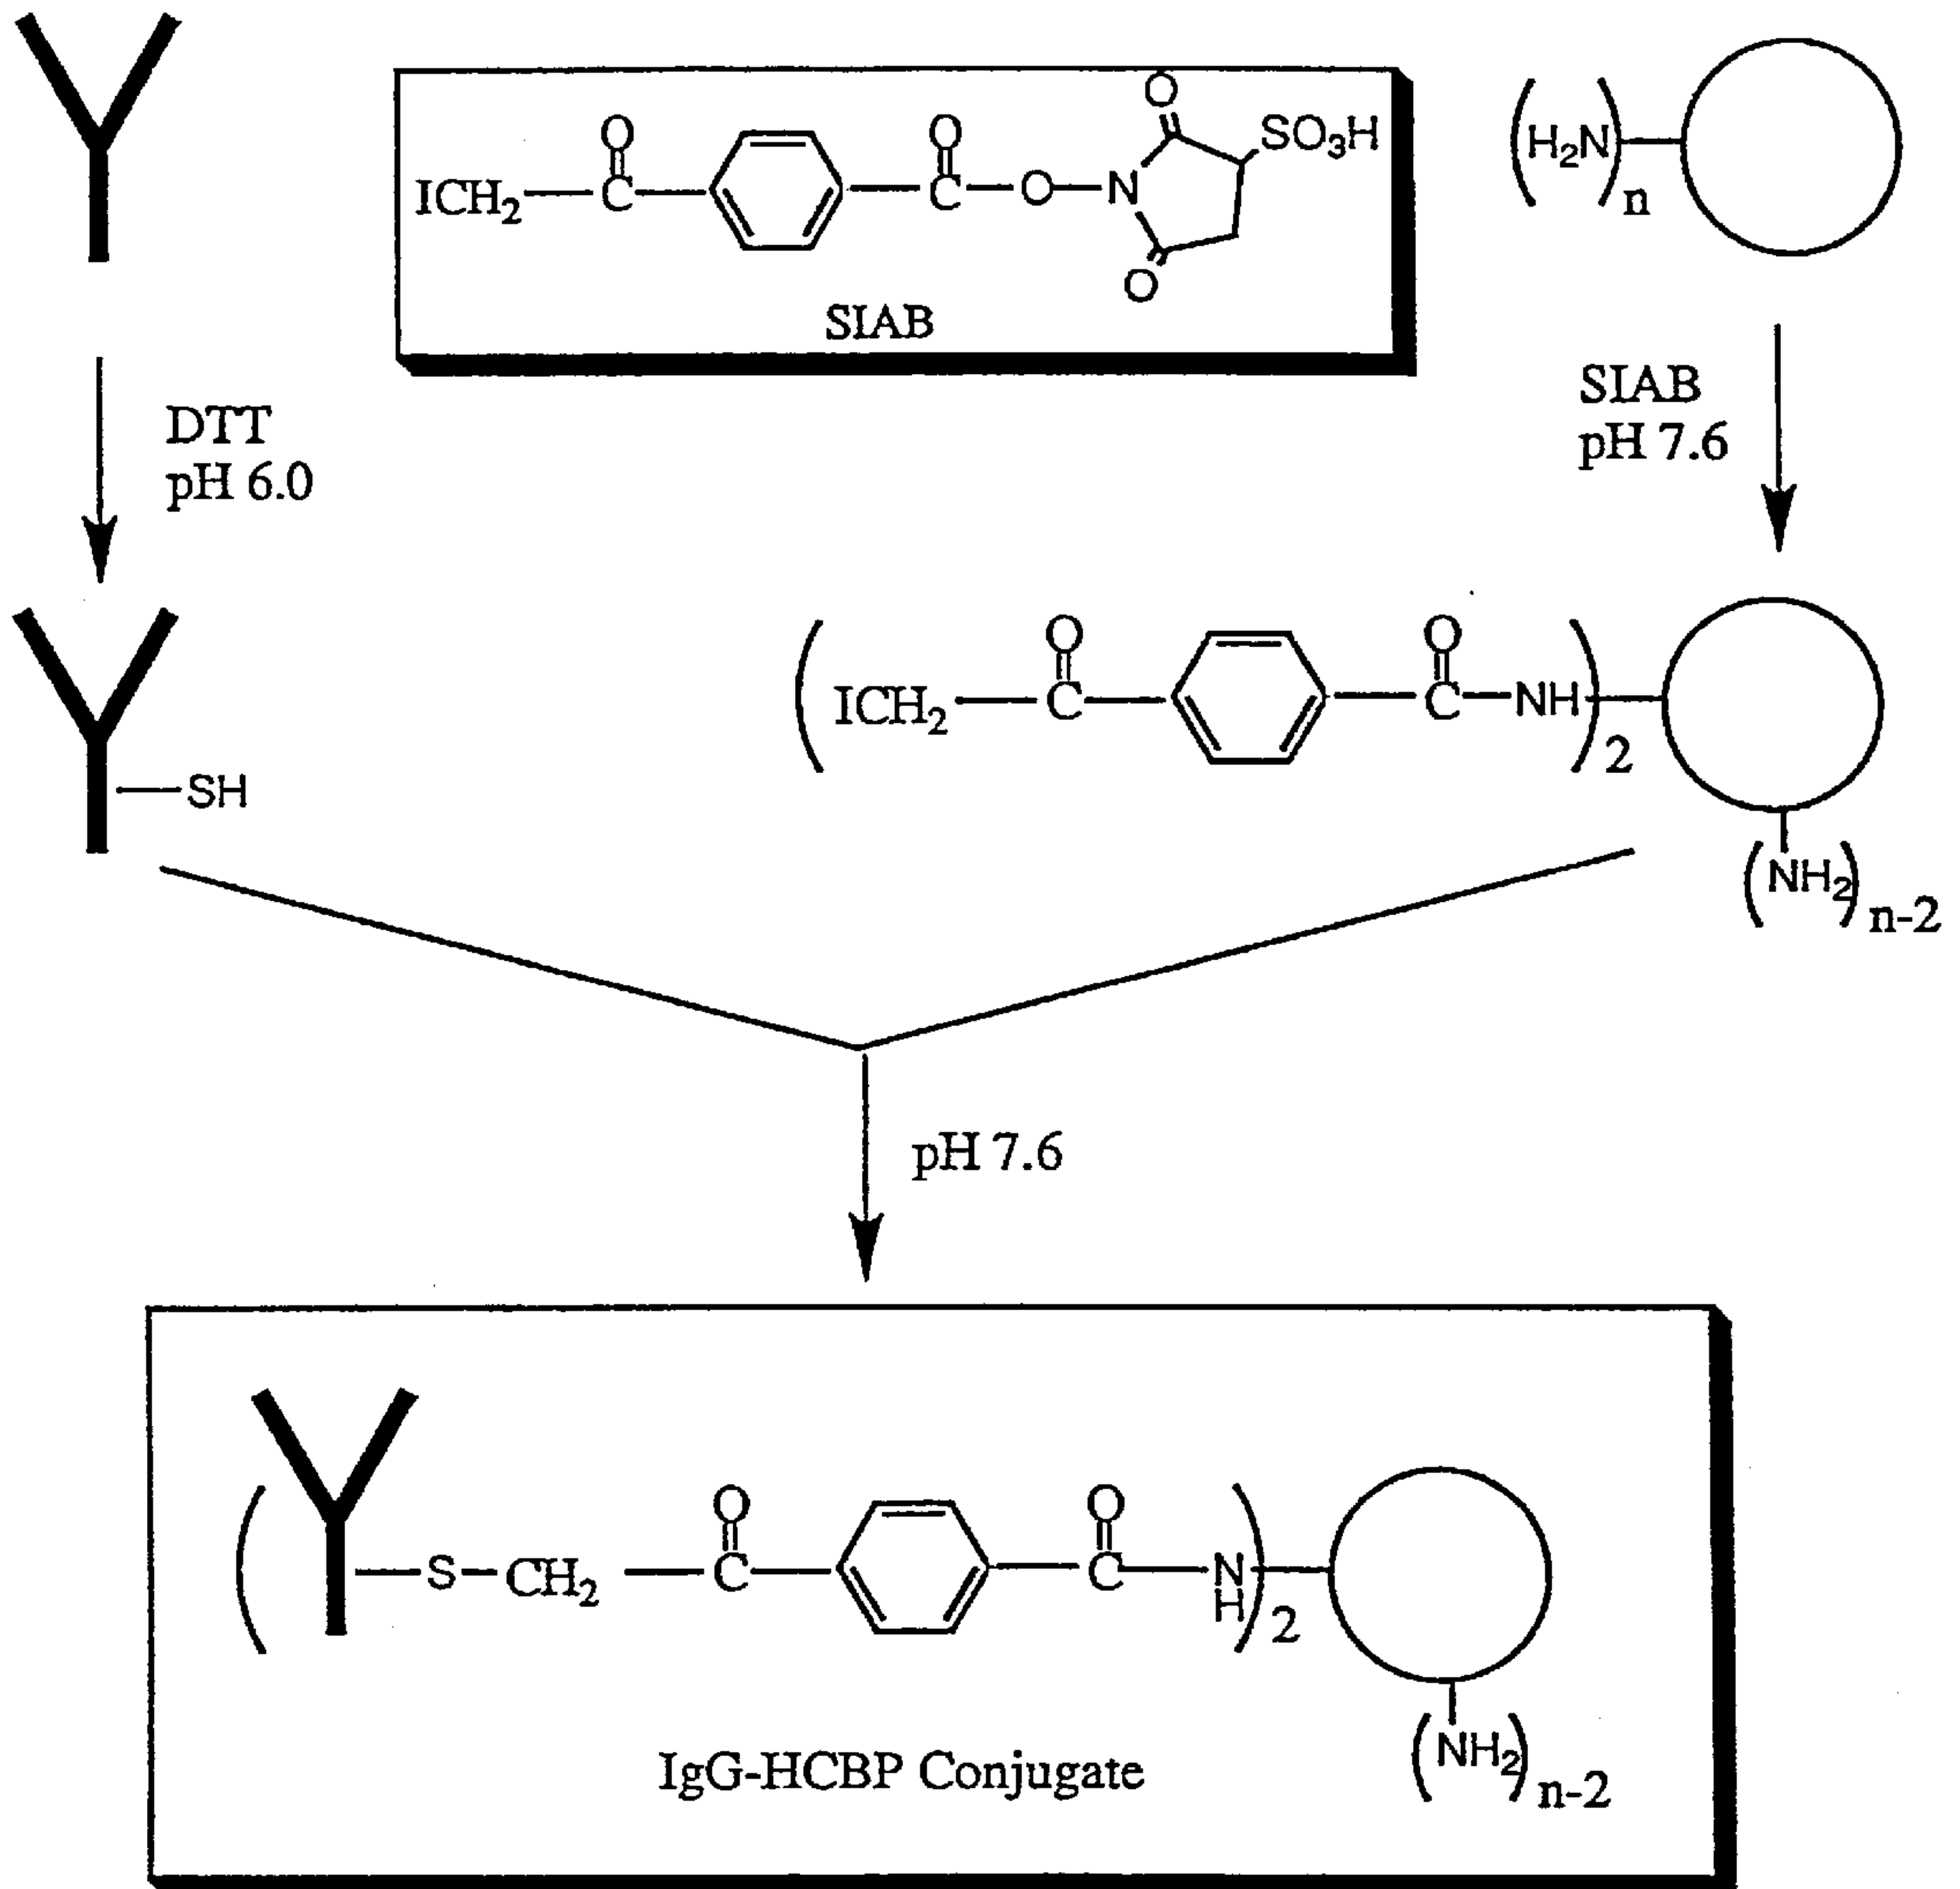 O
O
O
ICH2
C
C
O
N
SO3H
O
SIAB
(H2N)n
DTT
pH 6.0
SIAB
pH 7.6
SH
O
O
(ICH2
C
C
NH)2
(NH2)n-2
pH 7.6
O
O
(
S
CH2
C
C
N
H
)2
(NH2)n-2
IgG-HCBP Conjugate